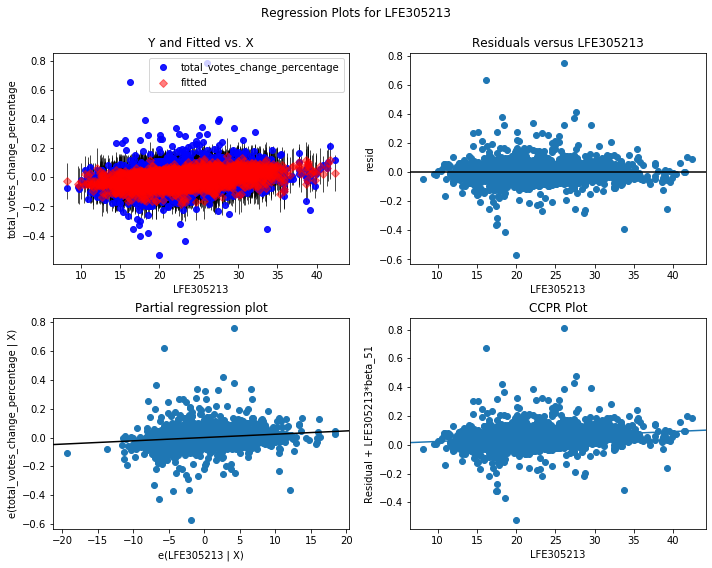 Regression Plots for LFE305213
Y and Fitted vs. X
total_votes_change_percentage
0.8
0.6
0.4
0.2
0.0
−0.2
−0.4
total_votes_change_percentage
fitted
10 15 20 25 30 35 40
LFE305213
Residuals versus LFE305213
resid
0.8
0.6
0.4
0.2
0.0
−0.2
−0.4
−0.6
10 15 20 25 30 35 40
LFE305213
Partial regression plot
e(total_votes_change_percentage | X)
0.8
0.6
0.4
0.2
0.0
−0.2
−0.4
−0.6
−20 −15 −10 −5 0 5 10 15 20
e(LFE305213 | X)
CCPR Plot
Residual + LFE305213*beta_51
0.8
0.6
0.4
0.2
0.0
−0.2
−0.4
10 15 20 25 30 35 40
LFE305213